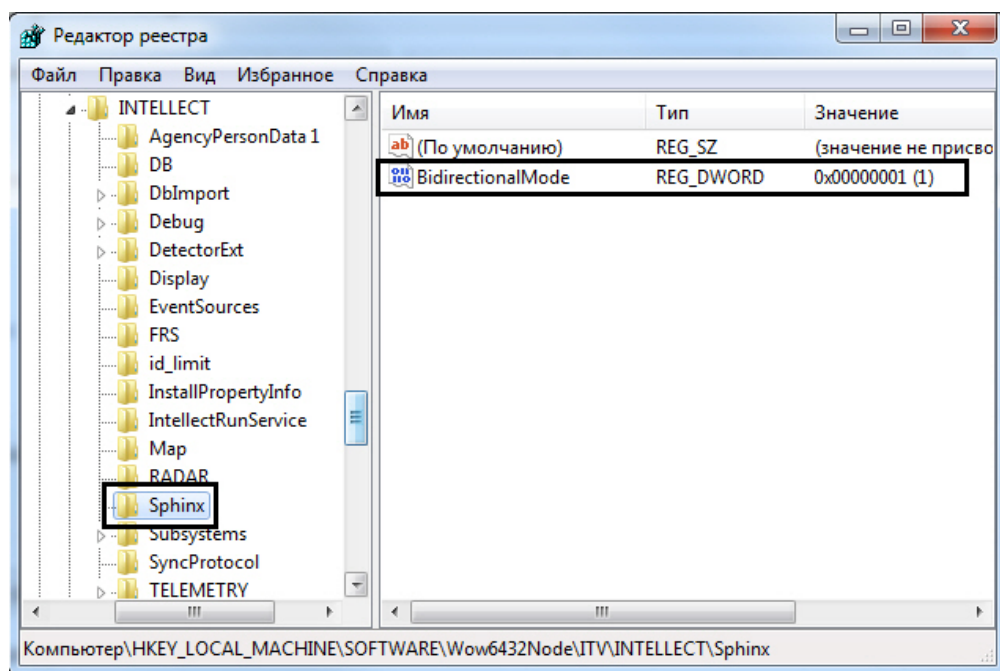 Редактор реестра
Файл Правка Вид Избранное Справка
INTELLECT
AgencyPersonData 1
DB
DbImport
Debug
DetectorExt
Display
EventSources
FRS
id_limit
InstallPropertyInfo
IntellectRunService
Map
RADAR
Sphinx
Subsystems
SyncProtocol
TELEMETRY
Имя Тип Значение
(По умолчанию) REG_SZ (значение не присво
BidirectionalMode REG_DWORD 0x00000001 (1)
Компьютер\HKEY_LOCAL_MACHINE\SOFTWARE\Wow6432Node\ITV\INTELLECT\Sphinx